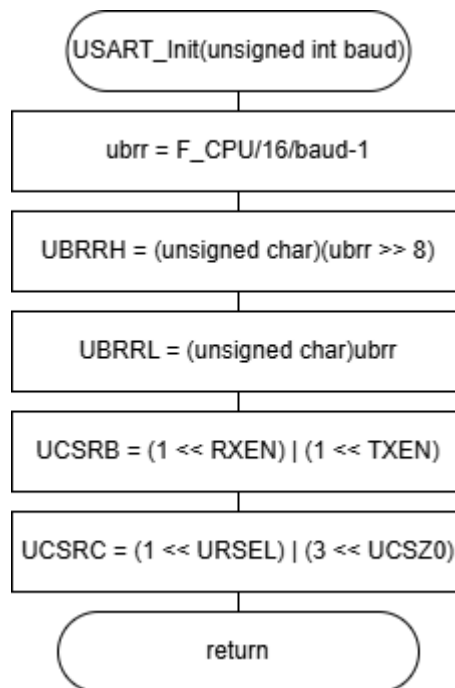 USART_Init(unsigned int baud)
ubrr = F_CPU/16/baud-1
UBRRH = (unsigned char)(ubrr >> 8)
UBRRL = (unsigned char)ubrr
UCSRB = (1 << RXEN) | (1 << TXEN)
UCSRC = (1 << URSEL) | (3 << UCSZ0)
return